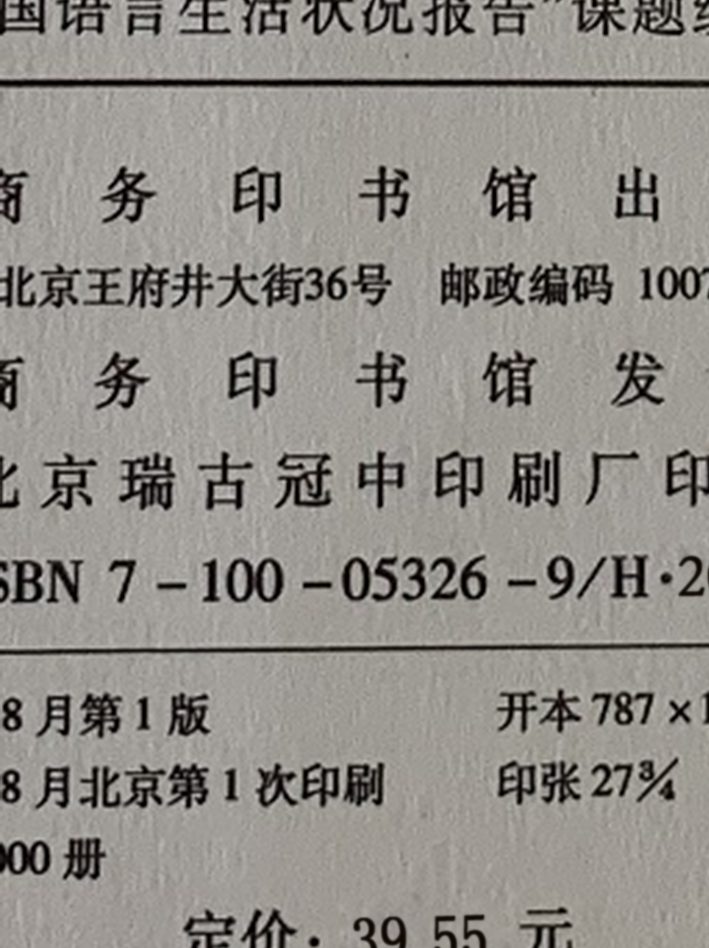 国语言生活状况报告”课题组
商务印书馆出
北京王府井大街36号 邮政编码 1007
商务印书馆发
北京瑞古冠中印刷厂印
SBN 7-100-05326-9/H·2
8月第1版 开本 787×1
8月北京第1次印刷 印张 27¾
000册
定价：39.55 元